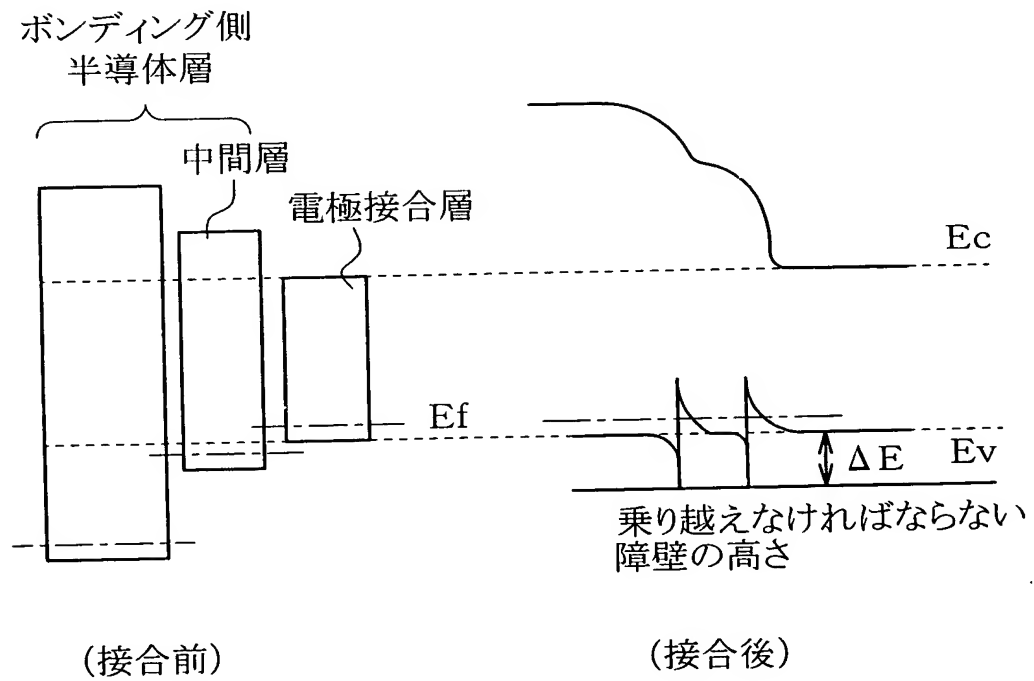 ボンディング側
半導体層
中間層
電極接合層
Ef
(接合前)
Ec
Ev
ΔE
乗り越えなければならない
障壁の高さ
(接合後)